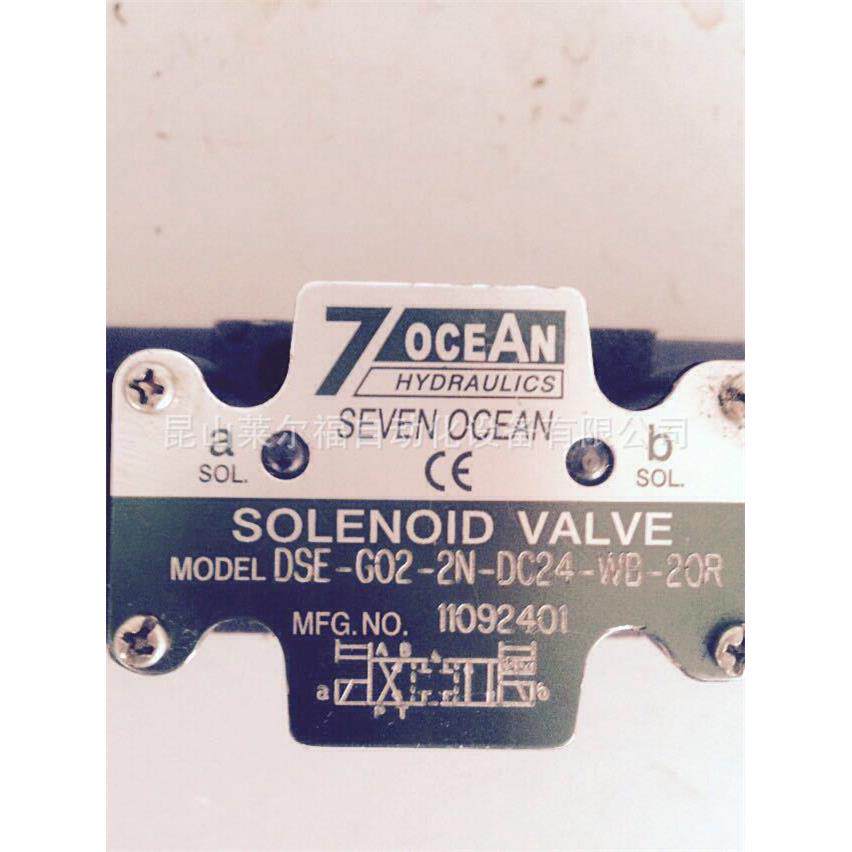 7 OCEAN
HYDRAULICS
SEVEN OCEAN
昆山莱尔福自动化设备有限公司
a
SOL.
b
SOL.
CE
SOLENOID VALVE
MODEL DSE-G02-2N-DC24-WB-20R
MFG.NO. 11092401
A B
a
b
P T